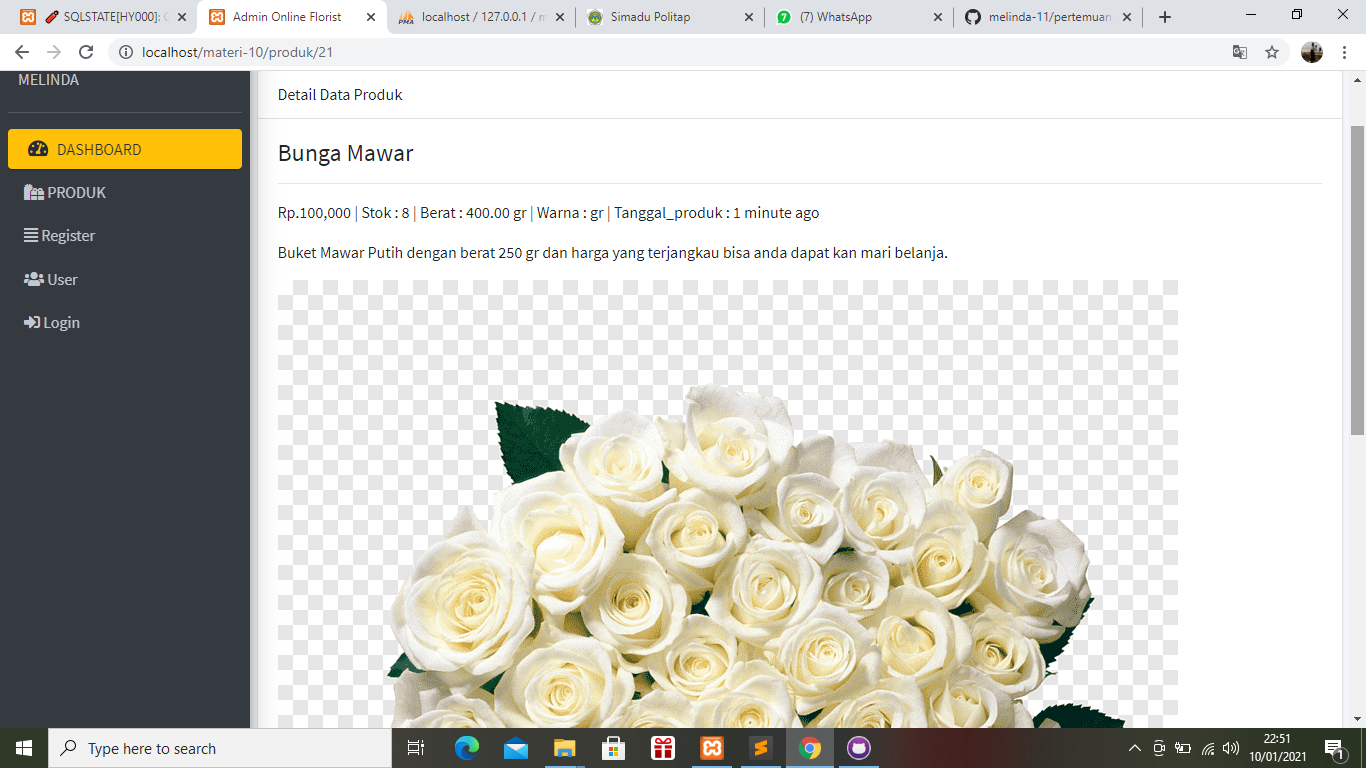 SQLSTATE[HY000]:
Admin Online Florist
localhost / 127.0.0.1 /
Simadu Politap
(7) WhatsApp
melinda-11/pertemuan
localhost/materi-10/produk/21
MELINDA
DASHBOARD
PRODUK
Register
User
Login
Detail Data Produk
Bunga Mawar
Rp.100,000 | Stok : 8 | Berat : 400.00 gr | Warna : gr | Tanggal_produk : 1 minute ago
Buket Mawar Putih dengan berat 250 gr dan harga yang terjangkau bisa anda dapat kan mari belanja.
Type here to search
22:51
10/01/2021
1